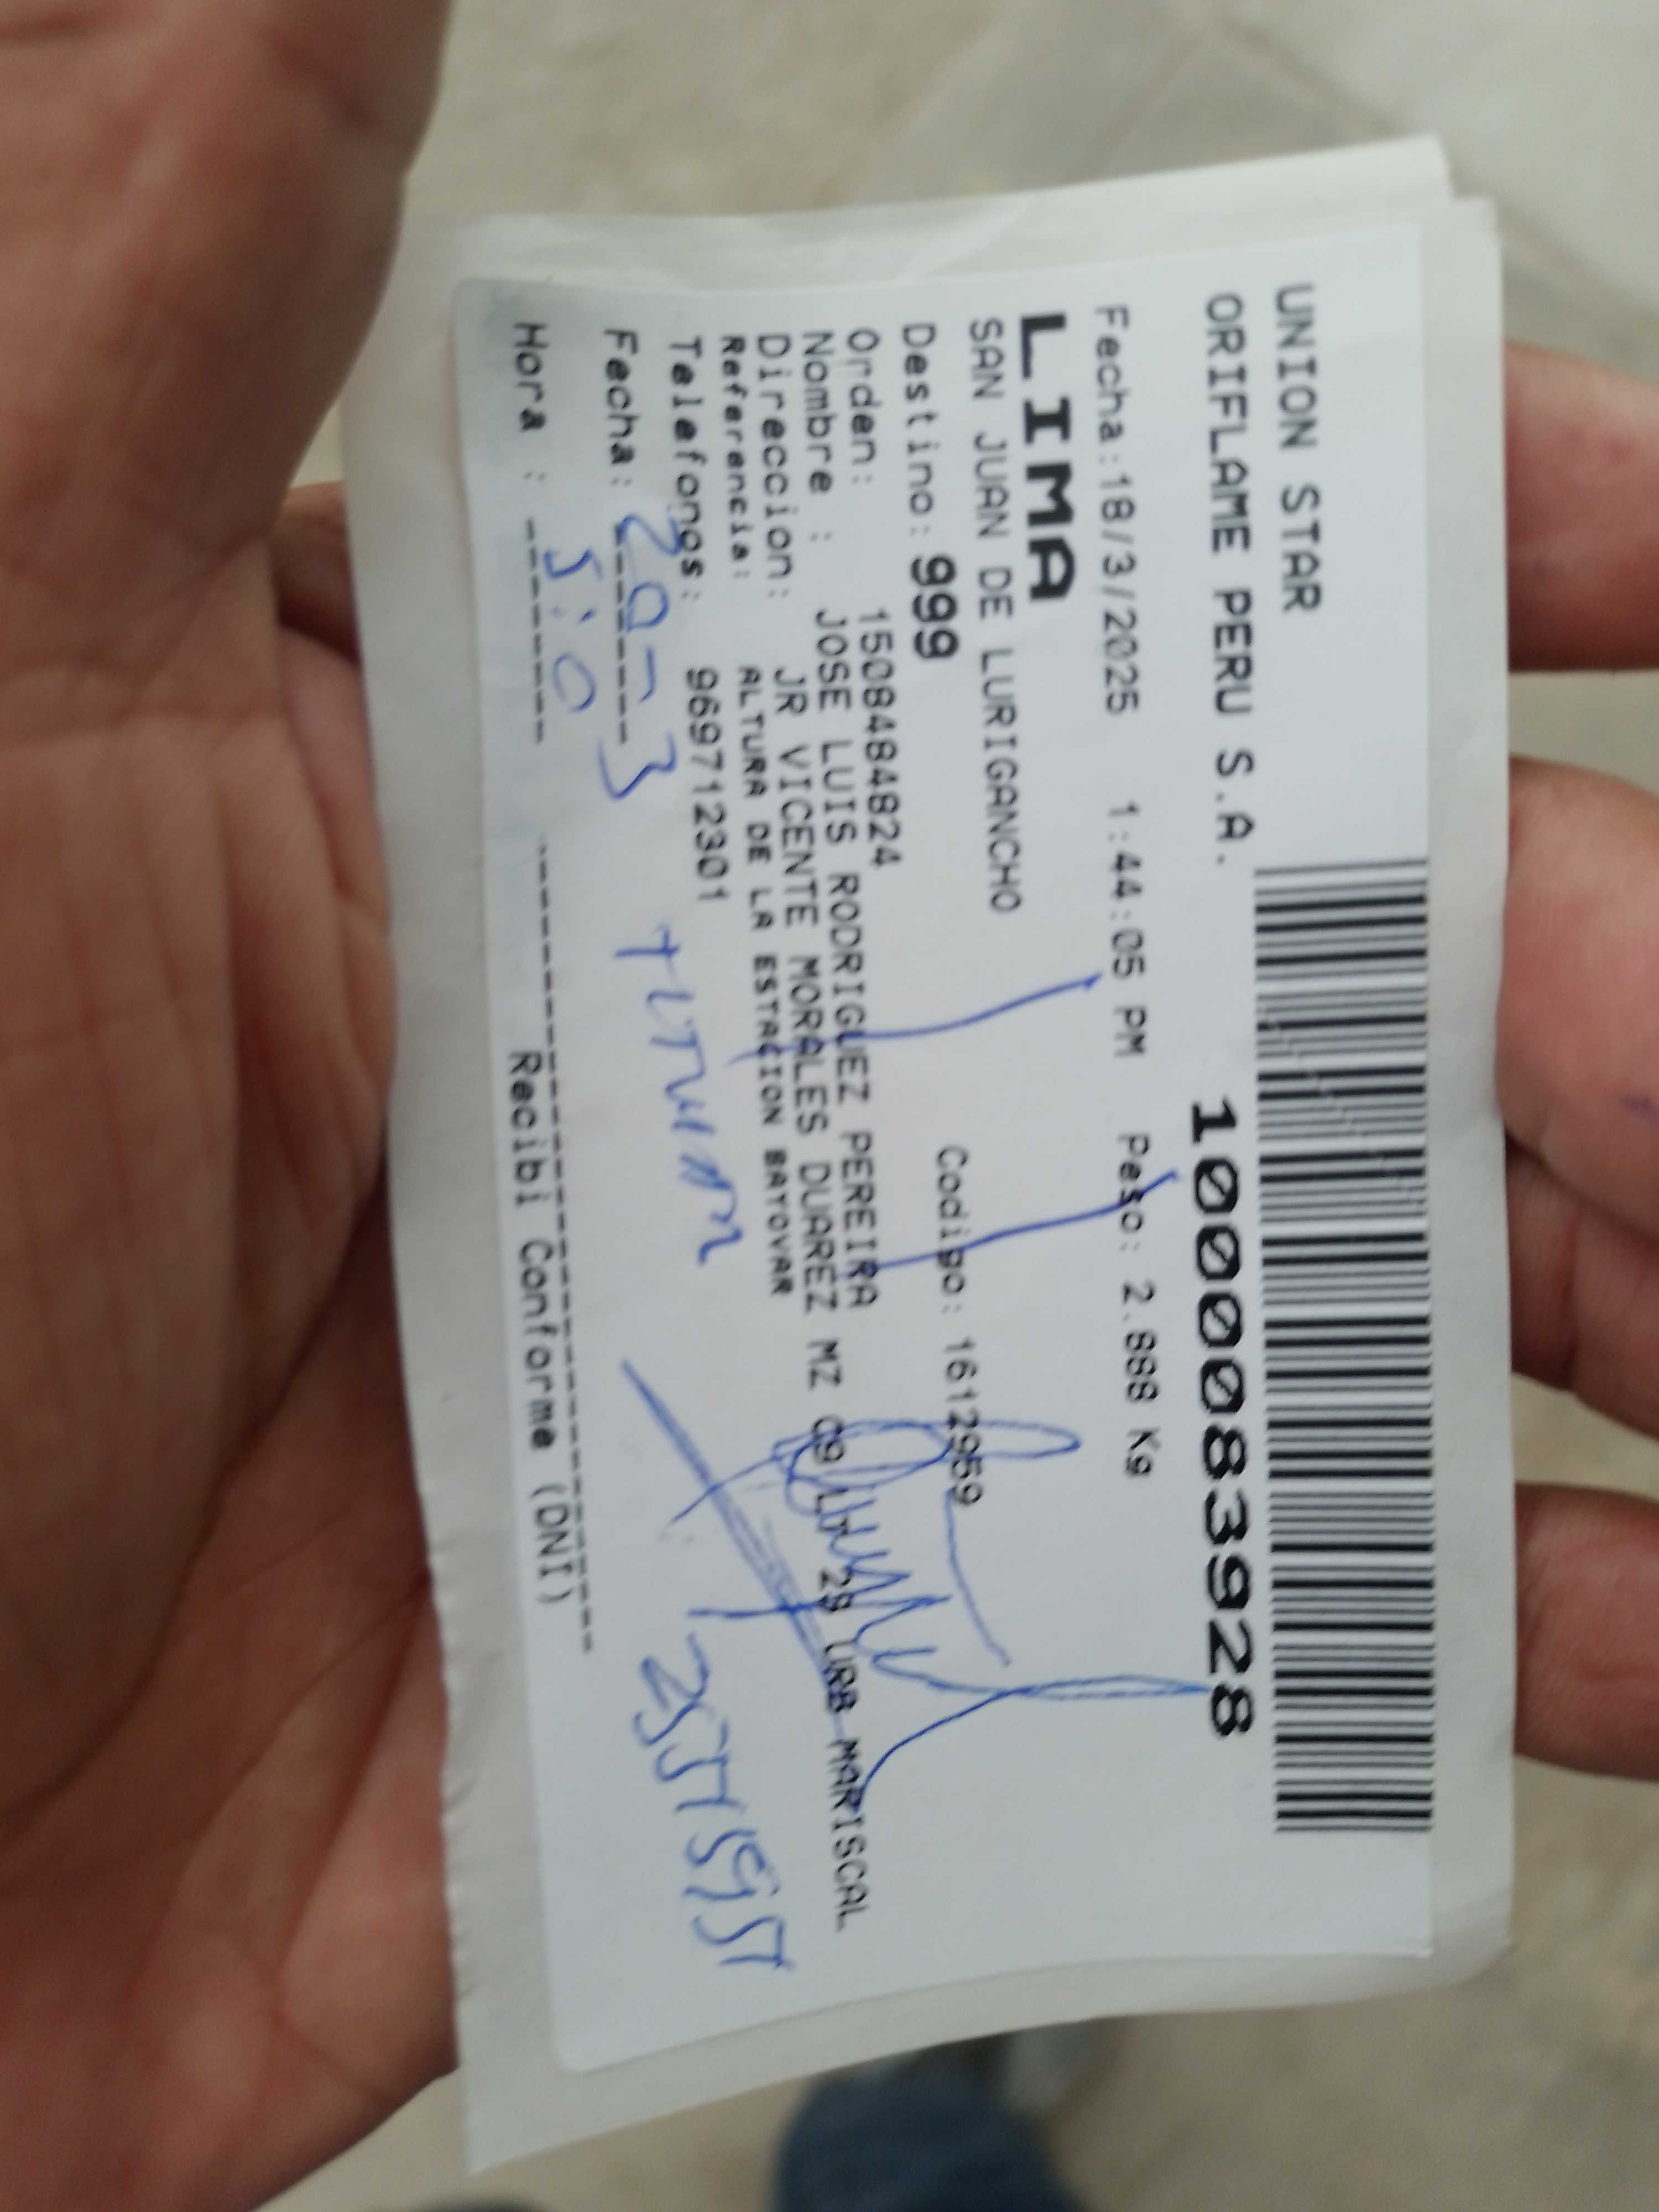 UNION STAR
ORIFLAME PERU S.A.
1000083928
Fecha:18/3/2025 1:44:05 PM Peso: 2.888 Kg
LIMA
SAN JUAN DE LURIGANCHO
Destino: 999 Codigo: 1612959
Orden: 1508484824
Nombre : JOSE LUIS RODRIGUEZ PEREIRA
Direccion: JR VICENTE MORALES DUAREZ MZ C9 LT 29 URB MARISCAL
Referencia: ALTURA DE LA ESTACION BAYOVAR
Telefonos: 969712301
Fecha: 20-3 TITULAR
Hora : 5:0
Recibi Conforme (DNI)